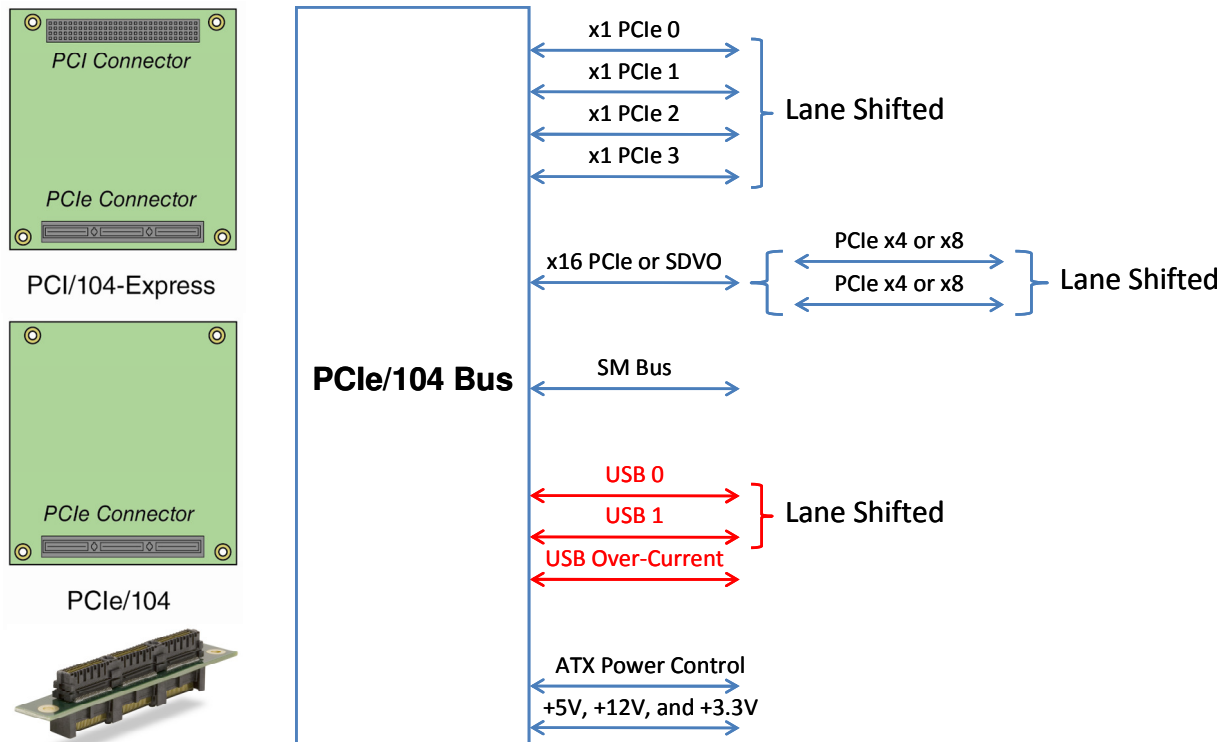 PCI Connector
PCIe Connector
PCI/104-Express
PCIe Connector
PCIe/104
PCIe/104 Bus
x1 PCIe 0
x1 PCIe 1
x1 PCIe 2
x1 PCIe 3
Lane Shifted
x16 PCIe or SDVO
PCIe x4 or x8
PCIe x4 or x8
Lane Shifted
SM Bus
USB 0
USB 1
Lane Shifted
USB Over-Current
ATX Power Control
+5V, +12V, and +3.3V